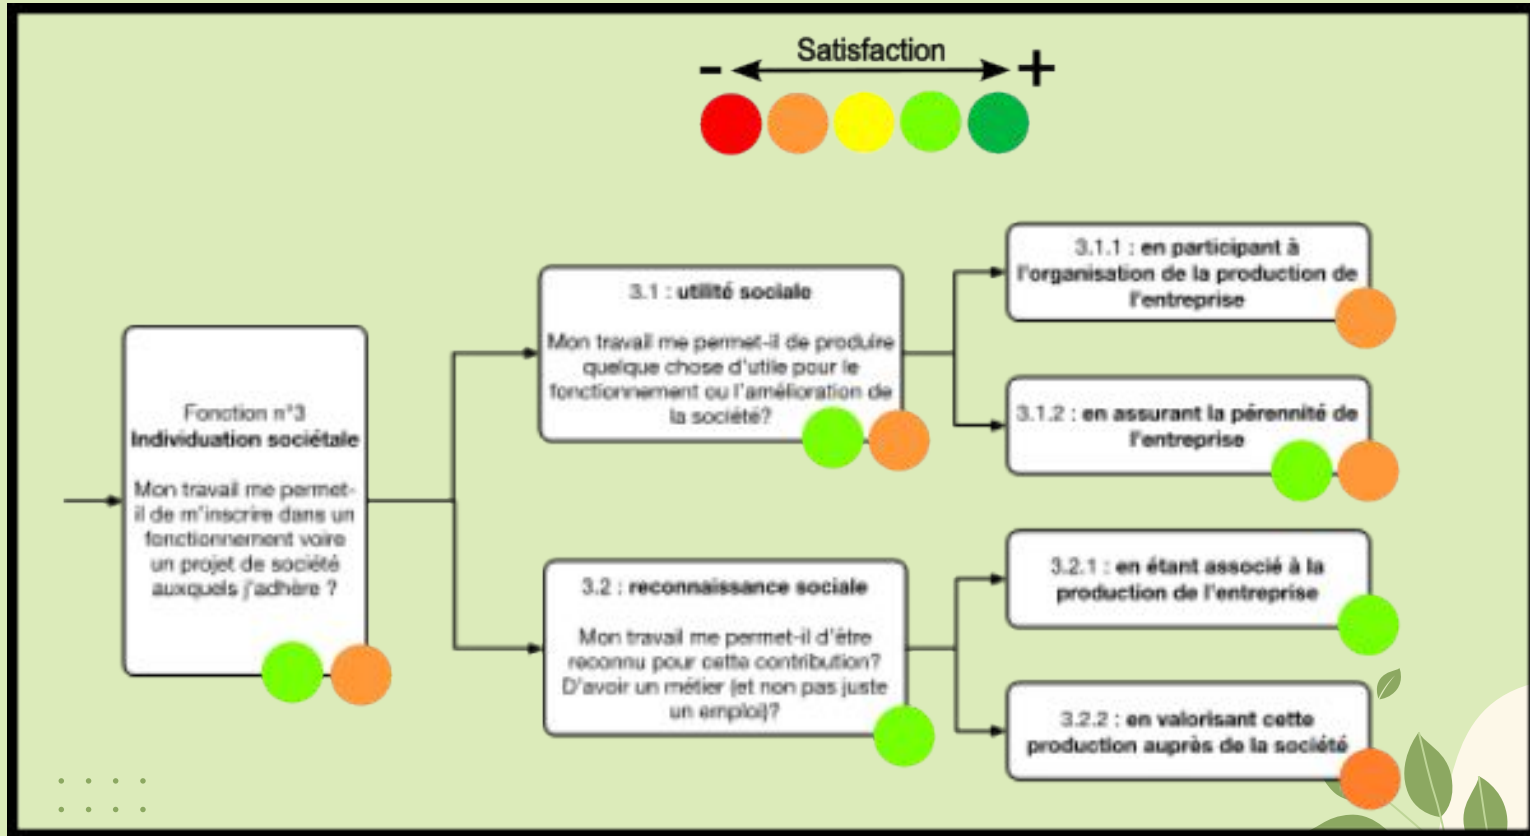 Satisfaction
- +
Fonction n°3
Individuation sociétale
Mon travail me permet-
il de m'inscrire dans un
fonctionnement voire
un projet de société
auxquels j'adhère ?
3.1 : utilité sociale
Mon travail me permet-il de produire
quelque chose d'utile pour le
fonctionnement ou l'amélioration de
la société?
3.2 : reconnaissance sociale
Mon travail me permet-il d'être
reconnu pour cette contribution?
D'avoir un métier (et non pas juste
un emploi)?
3.1.1 : en participant à
l'organisation de la production de
l'entreprise
3.1.2 : en assurant la pérennité de
l'entreprise
3.2.1 : en étant associé à la
production de l'entreprise
3.2.2 : en valorisant cette
production auprès de la société